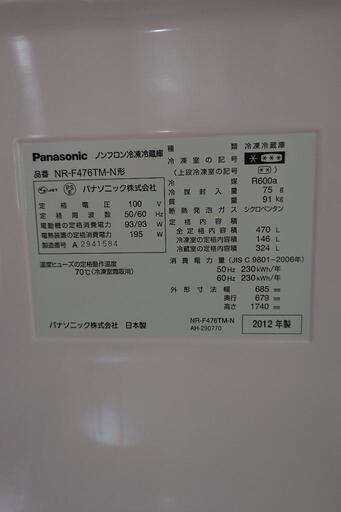 Panasonic ノンフロン冷凍冷蔵庫
品番 NR-F476TM-N形
JET PSE パナソニック株式会社
定格電圧 100 V
定格周波数 50/60 Hz
電動機の定格消費電力 93/93 W
電熱装置の定格消費電力 195 W
製造番号 A 2941584
温度ヒューズの定格動作温度
70℃(冷凍室霜取用)
パナソニック株式会社 日本製
種類 冷凍冷蔵庫
冷凍室の記号
(上段冷凍室の記号)
冷媒 R600a
冷媒封入量 75 g
質量 91 kg
断熱発泡ガス シクロペンタン
定格内容積
全定格内容積 470 L
冷凍室の定格内容積 146 L
冷蔵室の定格内容積 324 L
消費電力量 (JIS C 9801-2006年)
50 Hz 230 kWh/年
60 Hz 230 kWh/年
外形寸法 幅 685 mm
奥行 679 mm
高さ 1740 mm
NR-F476TM-N
AH-290770
2012 年製